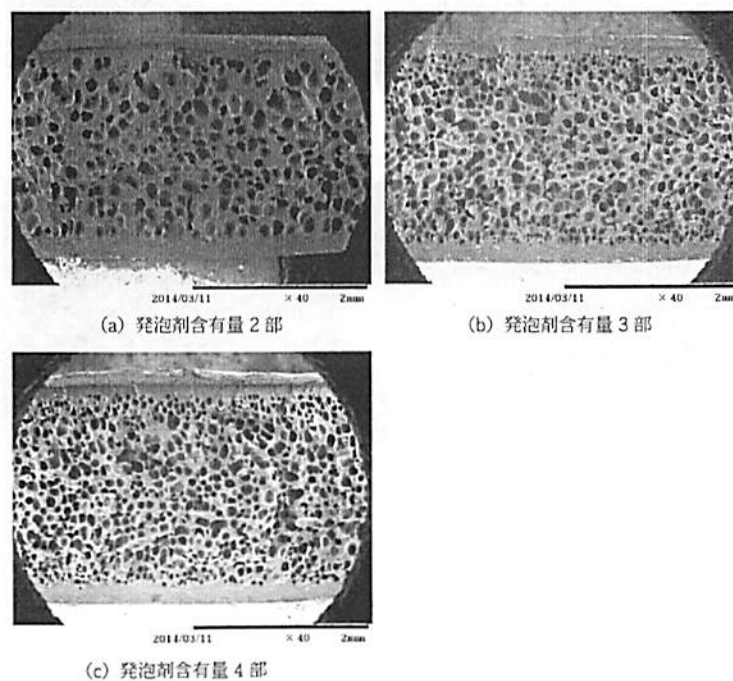 2014/03/11 × 40 2mm
(a) 発泡剤含有量 2 部
2014/03/11 × 40 2mm
(b) 発泡剤含有量 3 部
2014/03/11 × 40 2mm
(c) 発泡剤含有量 4 部